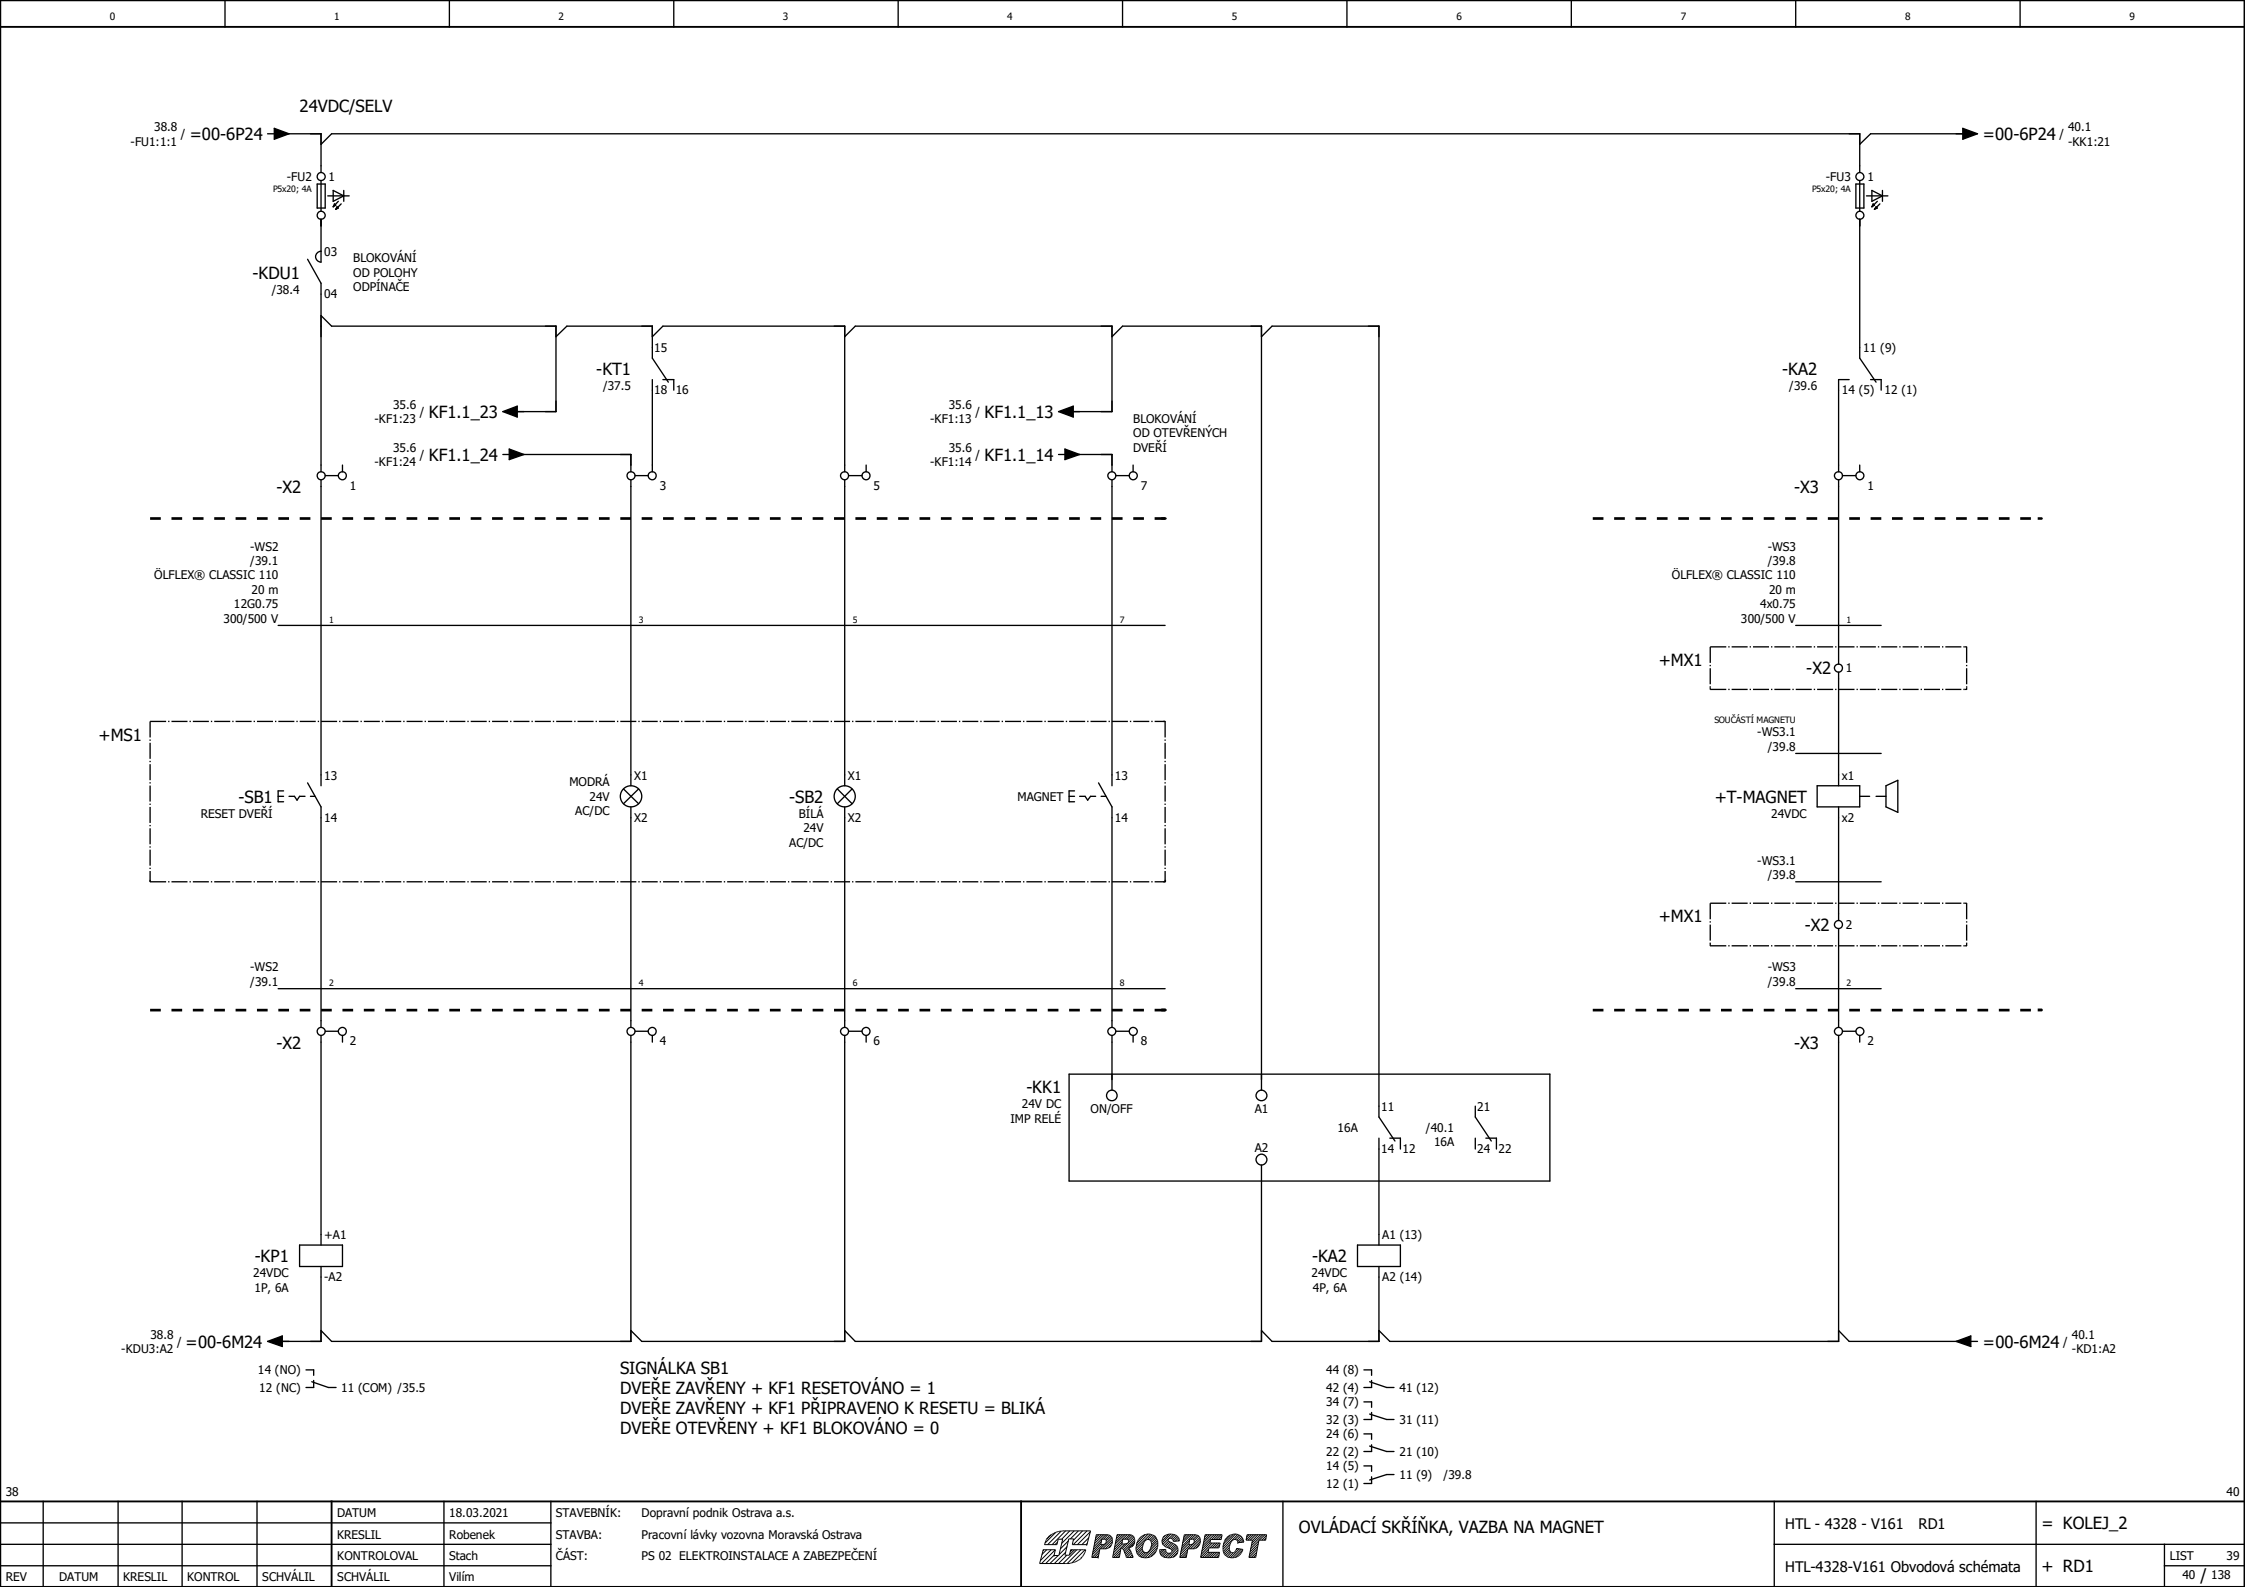 0 1 2 3 4 5 6 7 8 9
24VDC/SELV
38.8
-FU1:1:1 / =00-6P24
=00-6P24 / 40.1
-KK1:21
-FU2 1
P5x20; 4A
-FU3 1
P5x20; 4A
03
-KDU1
/38.4
04
BLOKOVÁNÍ
OD POLOHY
ODPÍNAČE
15
-KT1
/37.5
18 16
11 (9)
-KA2
/39.6
14 (5) 12 (1)
35.6
-KF1:23 / KF1.1_23
35.6
-KF1:13 / KF1.1_13
BLOKOVÁNÍ
OD OTEVŘENÝCH
DVEŘÍ
35.6
-KF1:24 / KF1.1_24
35.6
-KF1:14 / KF1.1_14
-X2 1 3 5 7
-X3 1
-WS2
/39.1
ÖLFLEX® CLASSIC 110
20 m
12G0.75
300/500 V
1 3 5 7
-WS3
/39.8
ÖLFLEX® CLASSIC 110
20 m
4x0.75
300/500 V
1
+MX1
-X2 1
SOUČÁSTÍ MAGNETU
-WS3.1
/39.8
+MS1
13
-SB1 E
RESET DVEŘÍ
14
MODRÁ
24V
AC/DC
X1
X2
-SB2
BÍLÁ
24V
AC/DC
X1
X2
MAGNET E
13
14
x1
+T-MAGNET
24VDC
x2
-WS3.1
/39.8
+MX1
-X2 2
-WS2
/39.1
2 4 6 8
-WS3
/39.8
2
-X2 2 4 6 8
-X3 2
-KK1
24V DC
IMP RELÉ
ON/OFF
A1
A2
16A
11
14 12
/40.1
16A
21
24 22
+A1
-KP1
24VDC
1P, 6A
-A2
A1 (13)
-KA2
24VDC
4P, 6A
A2 (14)
38.8
-KDU3:A2 / =00-6M24
=00-6M24 / 40.1
-KD1:A2
14 (NO)
12 (NC) 11 (COM) /35.5
SIGNÁLKA SB1
DVEŘE ZAVŘENY + KF1 RESETOVÁNO = 1
DVEŘE ZAVŘENY + KF1 PŘIPRAVENO K RESETU = BLIKÁ
DVEŘE OTEVŘENY + KF1 BLOKOVÁNO = 0
44 (8)
42 (4) 41 (12)
34 (7)
32 (3) 31 (11)
24 (6)
22 (2) 21 (10)
14 (5)
12 (1) 11 (9) /39.8
38
40
DATUM 18.03.2021
KRESLIL Robenek
KONTROLOVAL Stach
REV DATUM KRESLIL KONTROL SCHVÁLIL SCHVÁLIL Vilím
STAVEBNÍK: Dopravní podnik Ostrava a.s.
STAVBA: Pracovní lávky vozovna Moravská Ostrava
ČÁST: PS 02 ELEKTROINSTALACE A ZABEZPEČENÍ
PROSPECT
OVLÁDACÍ SKŘÍŇKA, VAZBA NA MAGNET
HTL - 4328 - V161 RD1
= KOLEJ_2
HTL-4328-V161 Obvodová schémata
+ RD1
LIST 39
40 / 138